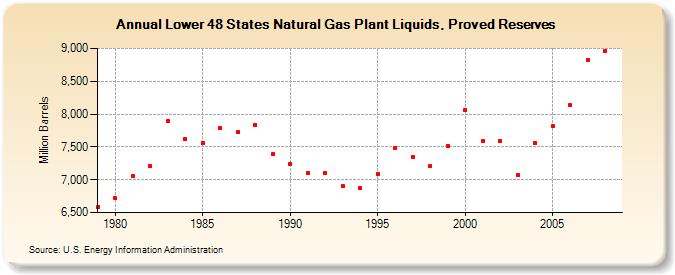 Annual Lower 48 States Natural Gas Plant Liquids, Proved Reserves
Million Barrels
9,000
8,500
8,000
7,500
7,000
6,500
1980 1985 1990 1995 2000 2005
Source: U.S. Energy Information Administration